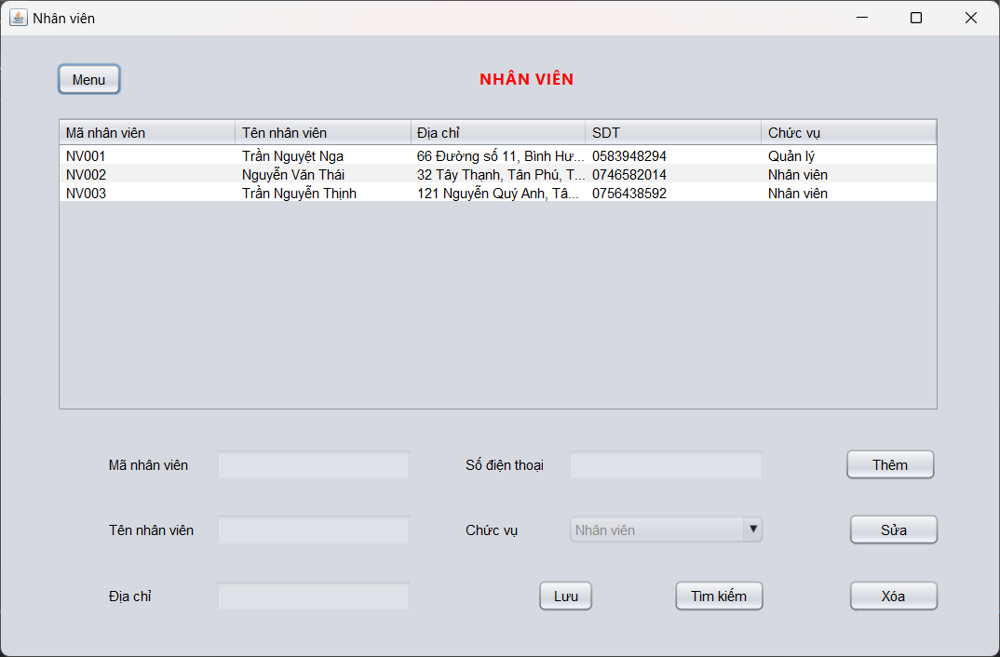 Nhân viên
Menu
NHÂN VIÊN
Mã nhân viên Tên nhân viên Địa chỉ SDT Chức vụ
NV001 Trần Nguyệt Nga 66 Đường số 11, Bình Hư... 0583948294 Quản lý
NV002 Nguyễn Văn Thái 32 Tây Thạnh, Tân Phú, T... 0746582014 Nhân viên
NV003 Trần Nguyễn Thịnh 121 Nguyễn Quý Anh, Tâ... 0756438592 Nhân viên
Mã nhân viên Số điện thoại Thêm
Tên nhân viên Chức vụ Nhân viên Sửa
Địa chỉ Lưu Tìm kiếm Xóa